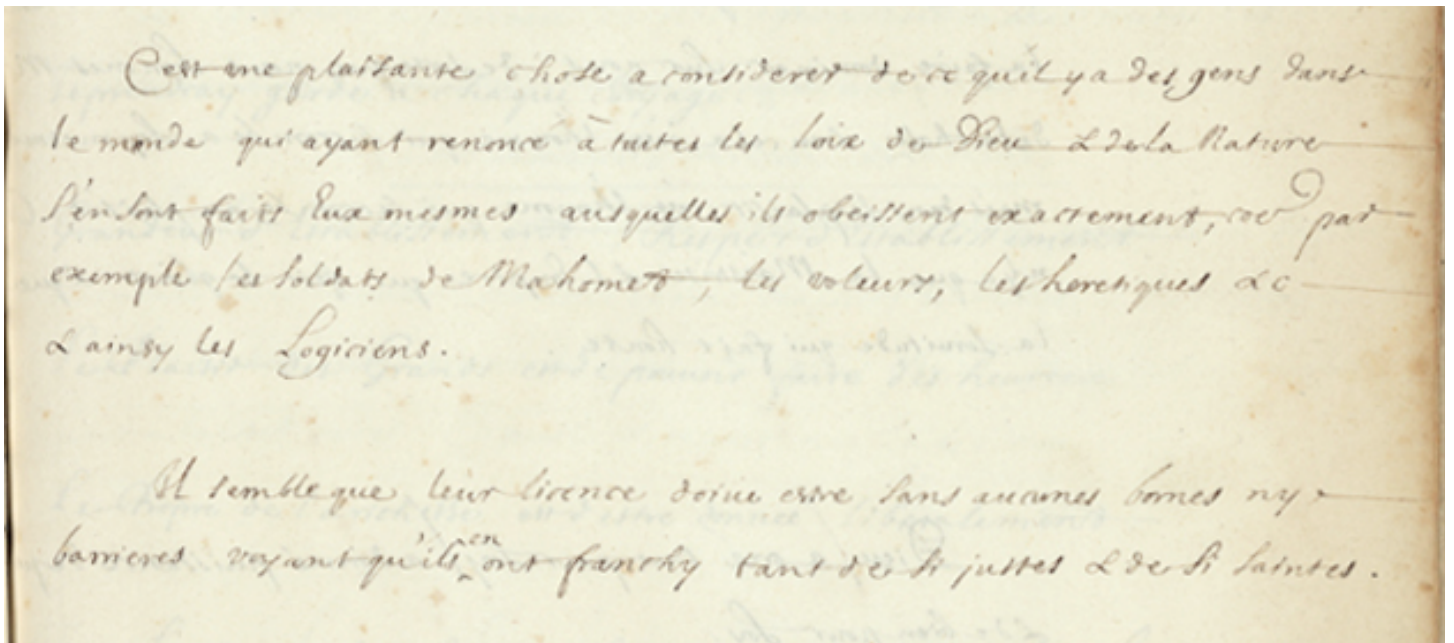 C'est une plaisante chose a considerer de ce qu'il y a des gens dans
le monde qui ayant renoncé à toutes les loix de Dieu & de la Nature
s'en sont faits Eux mesmes ausquelles ils obeissent exactement, coe par
exemple les soldats de Mahomet, les voleurs, les heretiques &c
& ainsy les Logiciens.
Il semble que leur licence doiue estre sans aucunes bornes ny
barrieres voyant qu'ils en ont franchy tant de si justes & de si saintes.